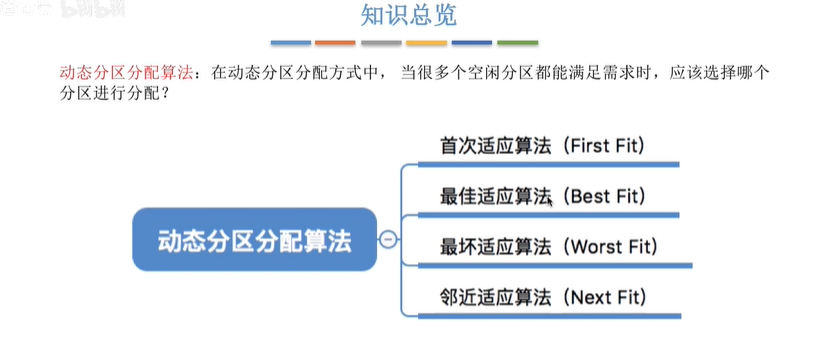 知识总览
动态分区分配算法：在动态分区分配方式中， 当很多个空闲分区都能满足需求时，应该选择哪个
分区进行分配？
首次适应算法（First Fit）
最佳适应算法（Best Fit）
动态分区分配算法
最坏适应算法（Worst Fit）
邻近适应算法（Next Fit）